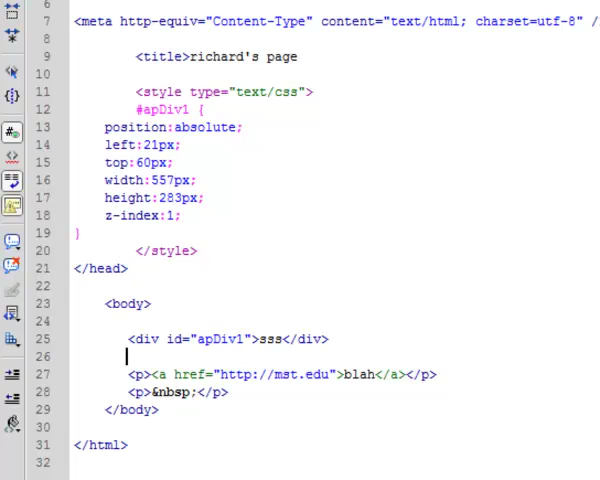 6
7 <meta http-equiv="Content-Type" content="text/html; charset=utf-8" /
8
9 <title>richard's page
10
11 <style type="text/css">
12 #apDiv1 {
13 position:absolute;
14 left:21px;
15 top:60px;
16 width:557px;
17 height:283px;
18 z-index:1;
19 }
20 </style>
21 </head>
22
23 <body>
24
25 <div id="apDiv1">sss</div>
26
27 <p><a href="http://mst.edu">blah</a></p>
28 <p>&nbsp;</p>
29 </body>
30
31 </html>
32